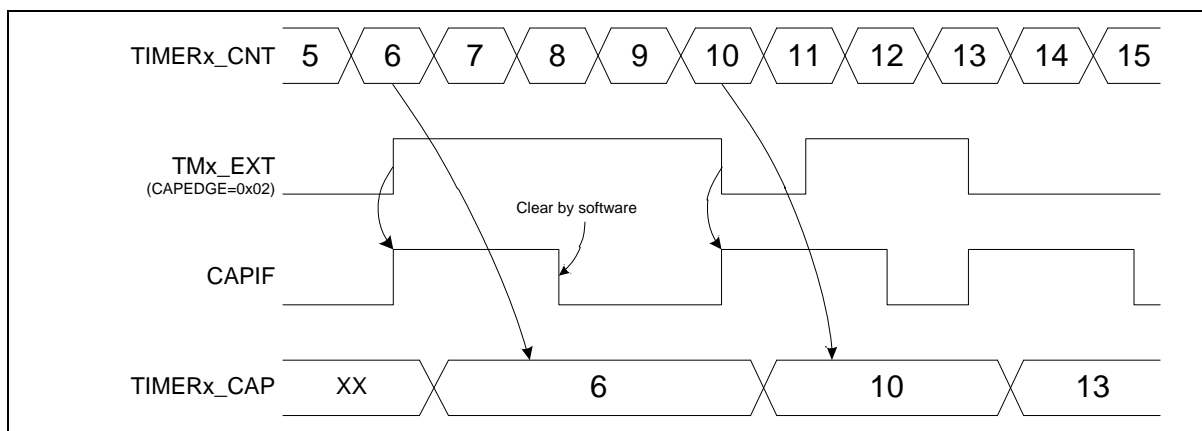 TIMERx_CNT 5 6 7 8 9 10 11 12 13 14 15
TMx_EXT
(CAPEDGE=0x02)
Clear by software
CAPIF
TIMERx_CAP XX 6 10 13